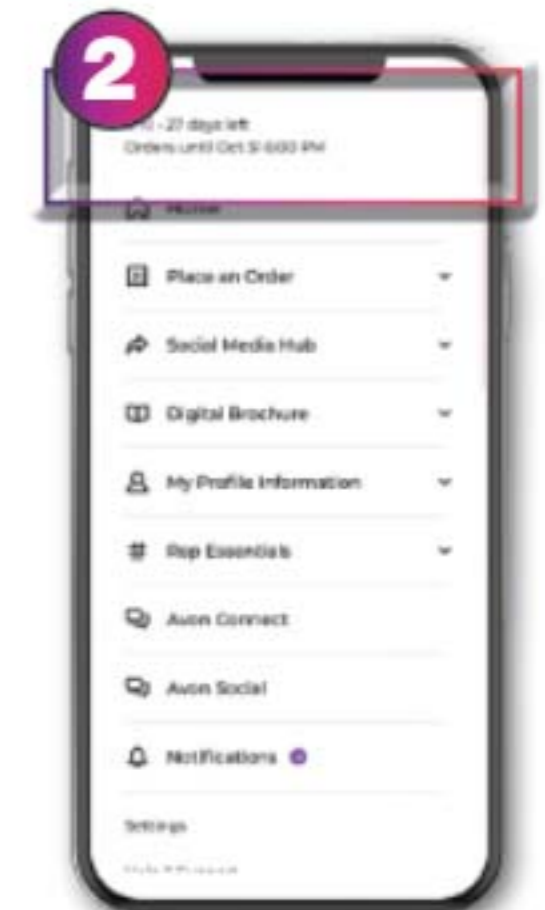 2
- 27 days left
Orders until Oct 31 6:00 PM
Home
Place an Order
Social Media Hub
Digital Brochure
My Profile Information
Rep Essentials
Avon Connect
Avon Social
Notifications
Settings